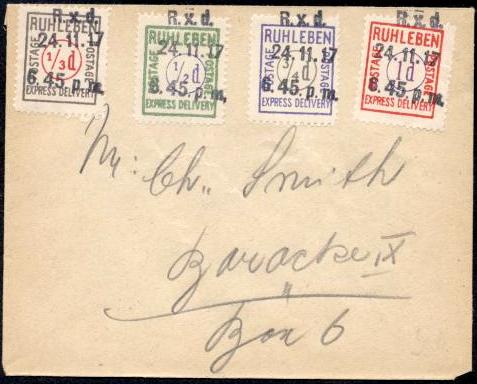 R.x.d. R.x.d. R.x.d.
RUHLEBEN RUHLEBEN RUHLEBEN RUHLEBEN
POSTAGE POSTAGE POSTAGE POSTAGE POSTAGE POSTAGE POSTAGE POSTAGE
24.11.17 24.11.17 24.11.17 24.11.17
1/3d 1/2d 3/4d 1d
6.45.p.m, 6.45.p.m, 6.45.p.m, 6.45.p.m,
EXPRESS DELIVERY EXPRESS DELIVERY EXPRESS DELIVERY EXPRESS DELIVERY
Mr: Ch. Smith
Baracke IX
Box 6